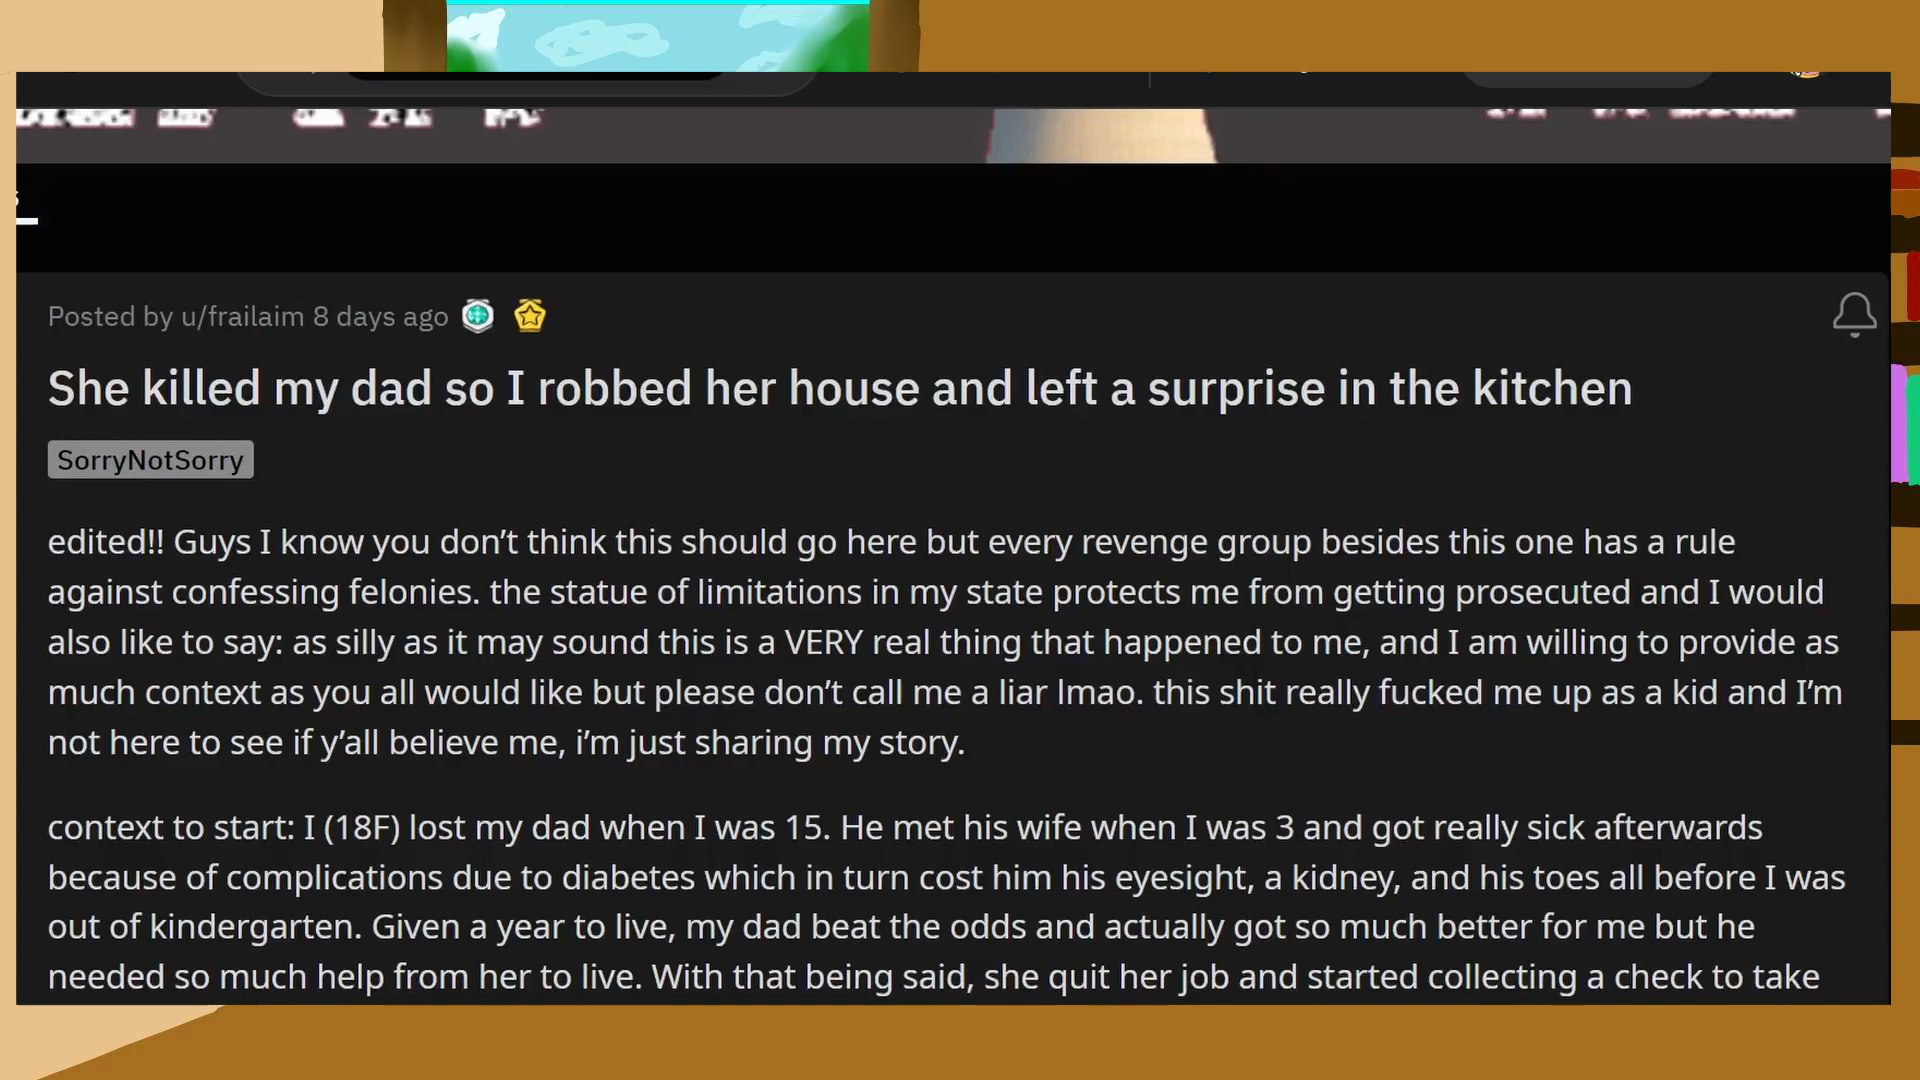 Posted by u/frailaim 8 days ago
She killed my dad so I robbed her house and left a surprise in the kitchen
SorryNotSorry
edited!! Guys I know you don’t think this should go here but every revenge group besides this one has a rule
against confessing felonies. the statue of limitations in my state protects me from getting prosecuted and I would
also like to say: as silly as it may sound this is a VERY real thing that happened to me, and I am willing to provide as
much context as you all would like but please don’t call me a liar lmao. this shit really fucked me up as a kid and I’m
not here to see if y’all believe me, i’m just sharing my story.
context to start: I (18F) lost my dad when I was 15. He met his wife when I was 3 and got really sick afterwards
because of complications due to diabetes which in turn cost him his eyesight, a kidney, and his toes all before I was
out of kindergarten. Given a year to live, my dad beat the odds and actually got so much better for me but he
needed so much help from her to live. With that being said, she quit her job and started collecting a check to take